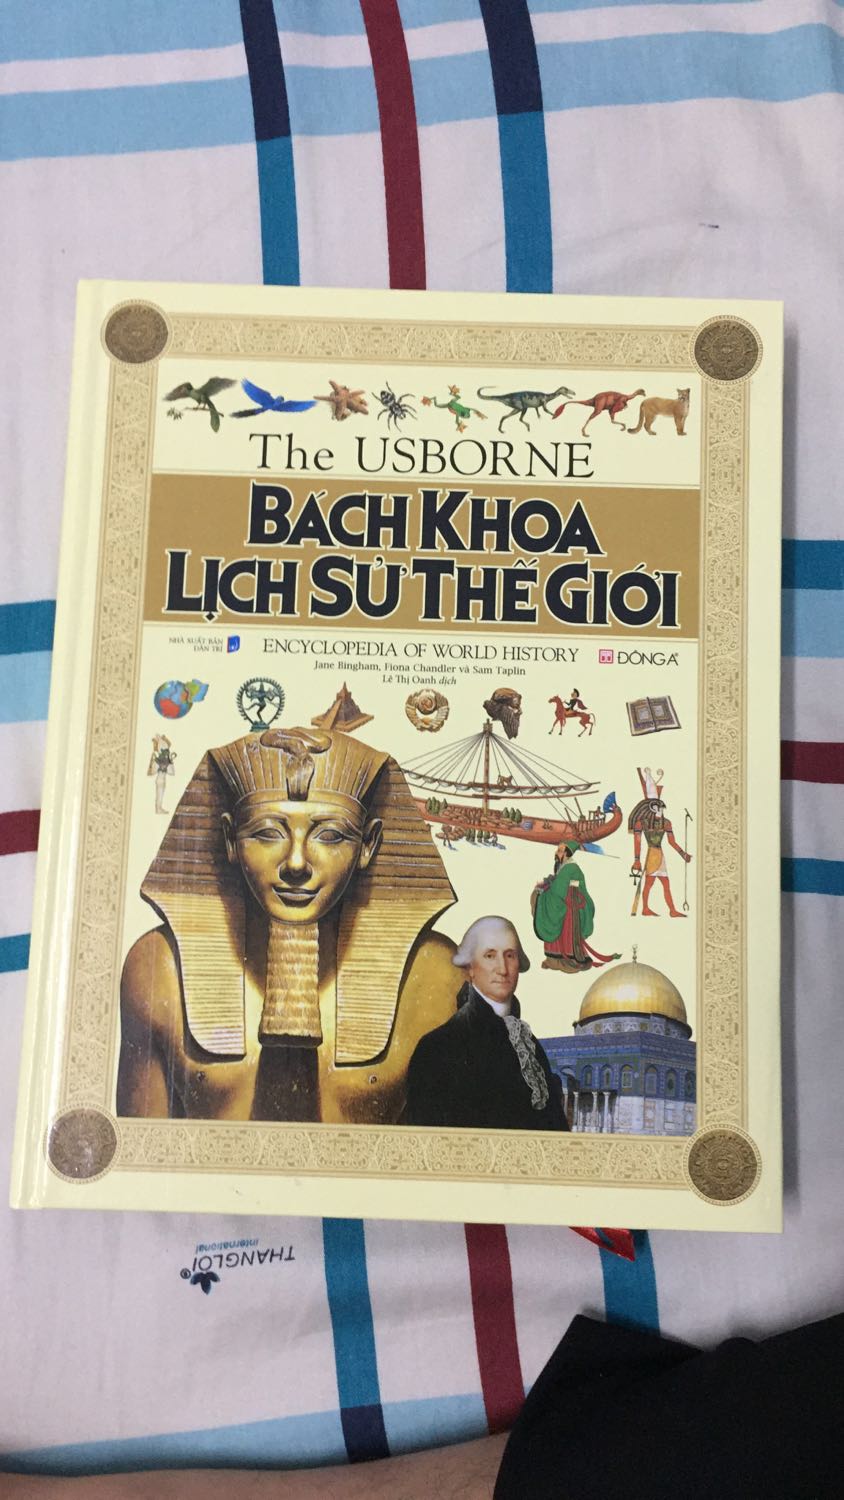 The USBORNE
BÁCH KHOA
LỊCH SỬ THẾ GIỚI
NHÀ XUẤT BẢN
DÂN TRÍ
ENCYCLOPEDIA OF WORLD HISTORY
ĐÔNG A
Jane Bingham, Fiona Chandler và Sam Taplin
Lê Thị Oanh dịch
THANGLOI®
international